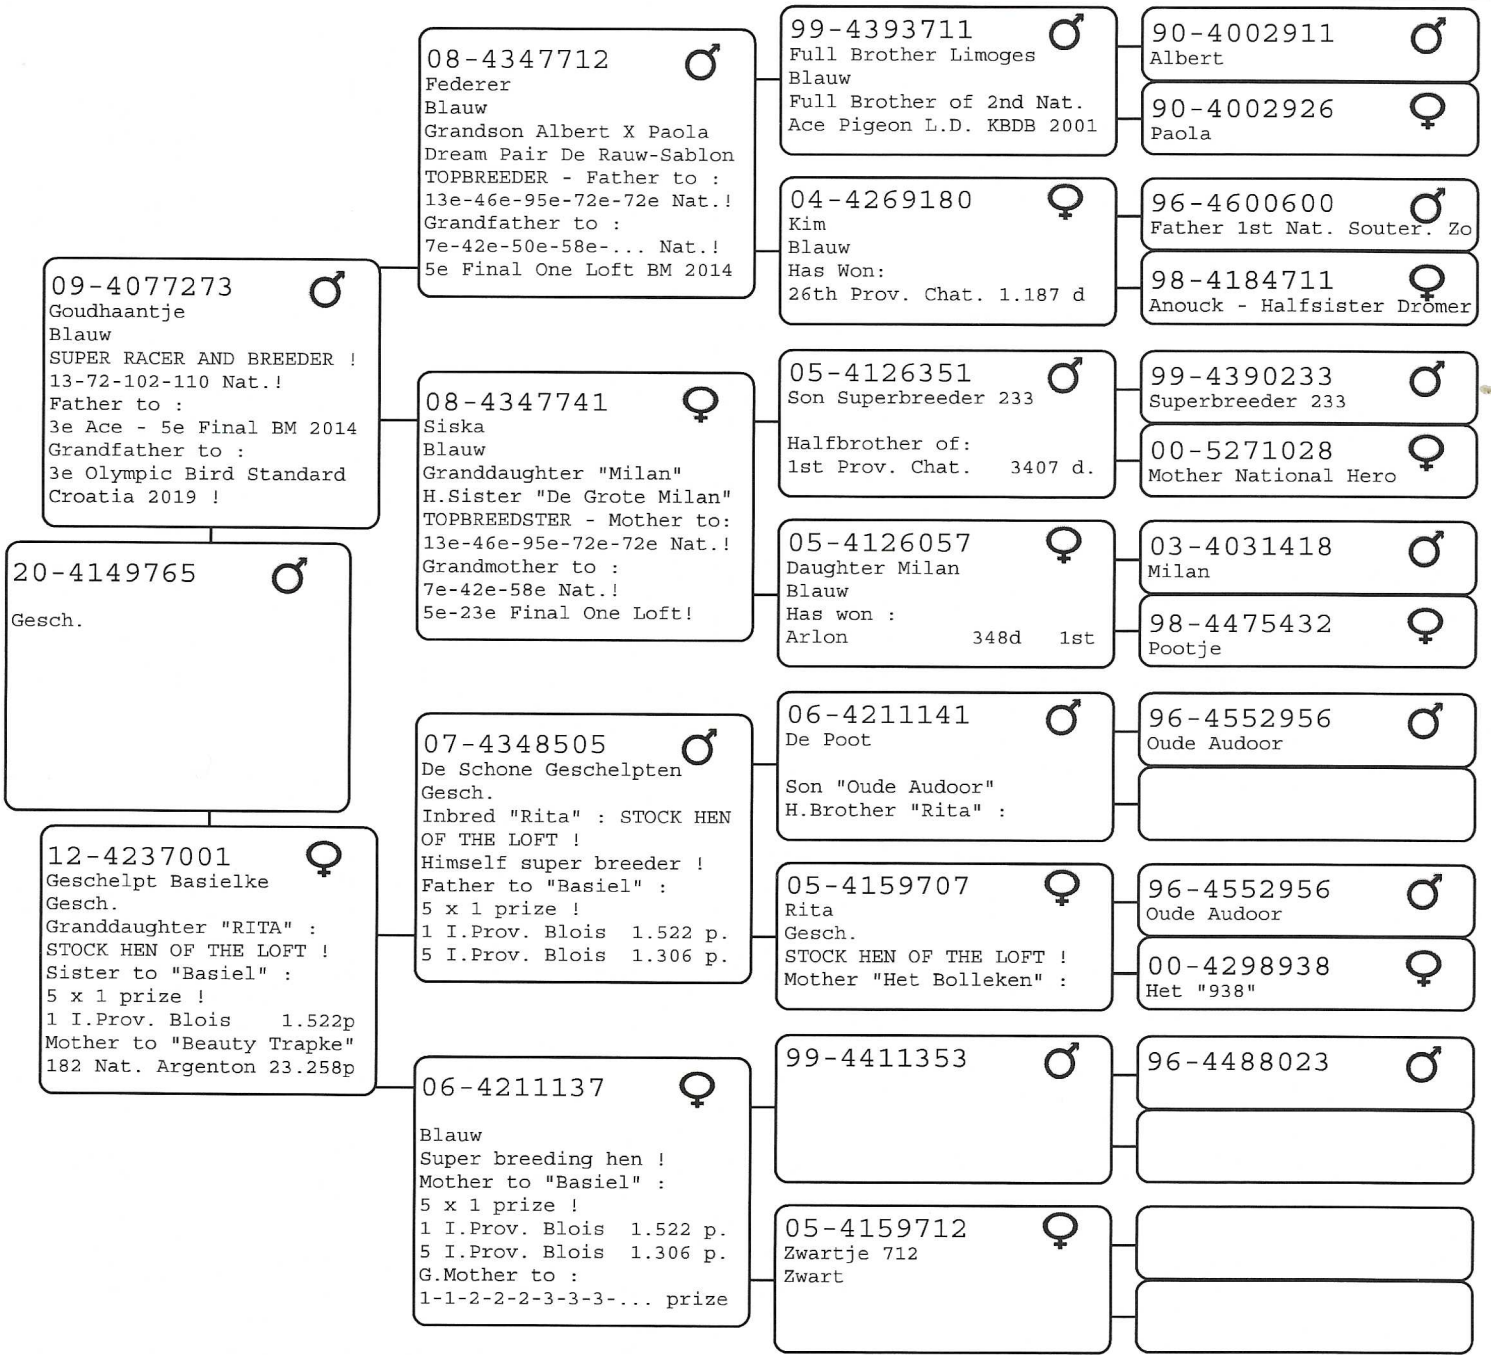 20-4149765
Gesch.
09-4077273
Goudhaantje
Blauw
SUPER RACER AND BREEDER !
13-72-102-110 Nat.!
Father to :
3e Ace - 5e Final BM 2014
Grandfather to :
3e Olympic Bird Standard
Croatia 2019 !
12-4237001
Geschelpt Basielke
Gesch.
Granddaughter "RITA" :
STOCK HEN OF THE LOFT !
Sister to "Basiel" :
5 x 1 prize !
1 I.Prov. Blois 1.522p
Mother to "Beauty Trapke"
182 Nat. Argenton 23.258p
08-4347712
Federer
Blauw
Grandson Albert X Paola
Dream Pair De Rauw-Sablon
TOPBREEDER - Father to :
13e-46e-95e-72e-72e Nat.!
Grandfather to :
7e-42e-50e-58e-... Nat.!
5e Final One Loft BM 2014
08-4347741
Siska
Blauw
Granddaughter "Milan"
H.Sister "De Grote Milan"
TOPBREEDSTER - Mother to:
13e-46e-95e-72e-72e Nat.!
Grandmother to :
7e-42e-58e Nat.!
5e-23e Final One Loft!
07-4348505
De Schone Geschelpten
Gesch.
Inbred "Rita" : STOCK HEN
OF THE LOFT !
Himself super breeder !
Father to "Basiel" :
5 x 1 prize !
1 I.Prov. Blois 1.522 p.
5 I.Prov. Blois 1.306 p.
06-4211137
Blauw
Super breeding hen !
Mother to "Basiel" :
5 x 1 prize !
1 I.Prov. Blois 1.522 p.
5 I.Prov. Blois 1.306 p.
G.Mother to :
1-1-2-2-2-3-3-3-... prize
99-4393711
Full Brother Limoges
Blauw
Full Brother of 2nd Nat.
Ace Pigeon L.D. KBDB 2001
04-4269180
Kim
Blauw
Has Won:
26th Prov. Chat. 1.187 d
05-4126351
Son Superbreeder 233
Halfbrother of:
1st Prov. Chat. 3407 d.
05-4126057
Daughter Milan
Blauw
Has won :
Arlon 348d 1st
06-4211141
De Poot
Son "Oude Audoor"
H.Brother "Rita" :
05-4159707
Rita
Gesch.
STOCK HEN OF THE LOFT !
Mother "Het Bolleken" :
99-4411353
05-4159712
Zwartje 712
Zwart
90-4002911
Albert
90-4002926
Paola
96-4600600
Father 1st Nat. Souter. Zo
98-4184711
Anouck - Halfsister Dromer
99-4390233
Superbreeder 233
00-5271028
Mother National Hero
03-4031418
Milan
98-4475432
Pootje
96-4552956
Oude Audoor
96-4552956
Oude Audoor
00-4298938
Het "938"
96-4488023